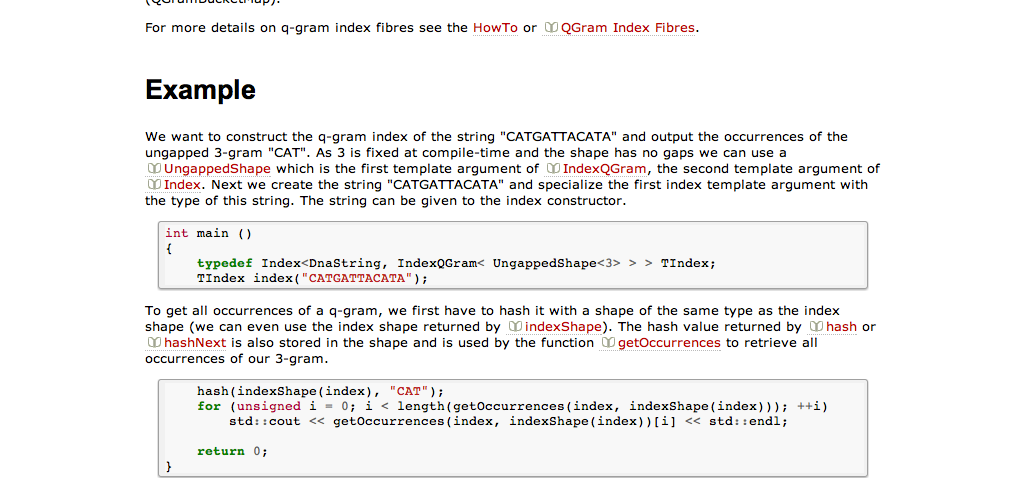 For more details on q-gram index fibres see the HowTo or QGram Index Fibres.
Example
We want to construct the q-gram index of the string "CATGATTACATA" and output the occurrences of the
ungapped 3-gram "CAT". As 3 is fixed at compile-time and the shape has no gaps we can use a
UngappedShape which is the first template argument of IndexQGram, the second template argument of
Index. Next we create the string "CATGATTACATA" and specialize the first index template argument with
the type of this string. The string can be given to the index constructor.
int main ()
{
    typedef Index<DnaString, IndexQGram< UngappedShape<3> > > TIndex;
    TIndex index("CATGATTACATA");
To get all occurrences of a q-gram, we first have to hash it with a shape of the same type as the index
shape (we can even use the index shape returned by indexShape). The hash value returned by hash or
hashNext is also stored in the shape and is used by the function getOccurrences to retrieve all
occurrences of our 3-gram.
    hash(indexShape(index), "CAT");
    for (unsigned i = 0; i < length(getOccurrences(index, indexShape(index))); ++i)
        std::cout << getOccurrences(index, indexShape(index))[i] << std::endl;
    return 0;
}